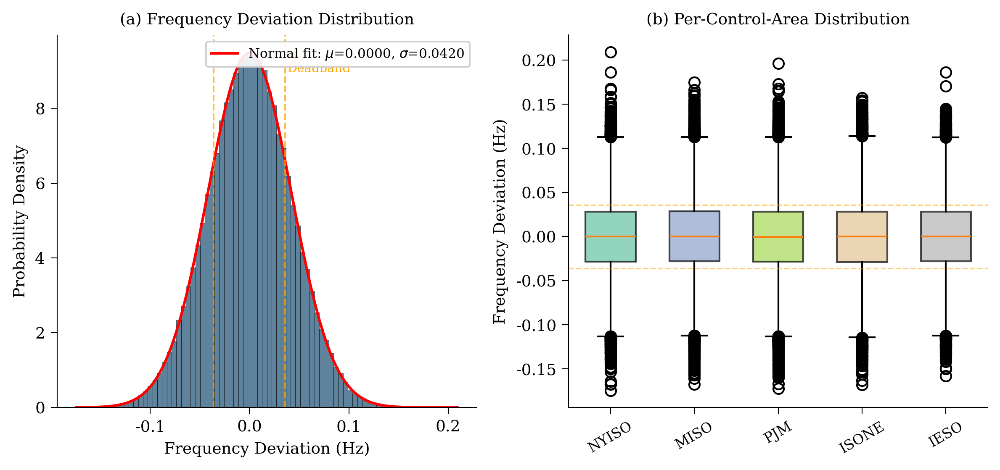 (a) Frequency Deviation Distribution
Normal fit: μ=0.0000, σ=0.0420
Deadband
Probability Density
8
6
4
2
0
-0.1
0.0
0.1
0.2
Frequency Deviation (Hz)
(b) Per-Control-Area Distribution
Frequency Deviation (Hz)
0.20
0.15
0.10
0.05
0.00
-0.05
-0.10
-0.15
NYISO
MISO
PJM
ISONE
IESO